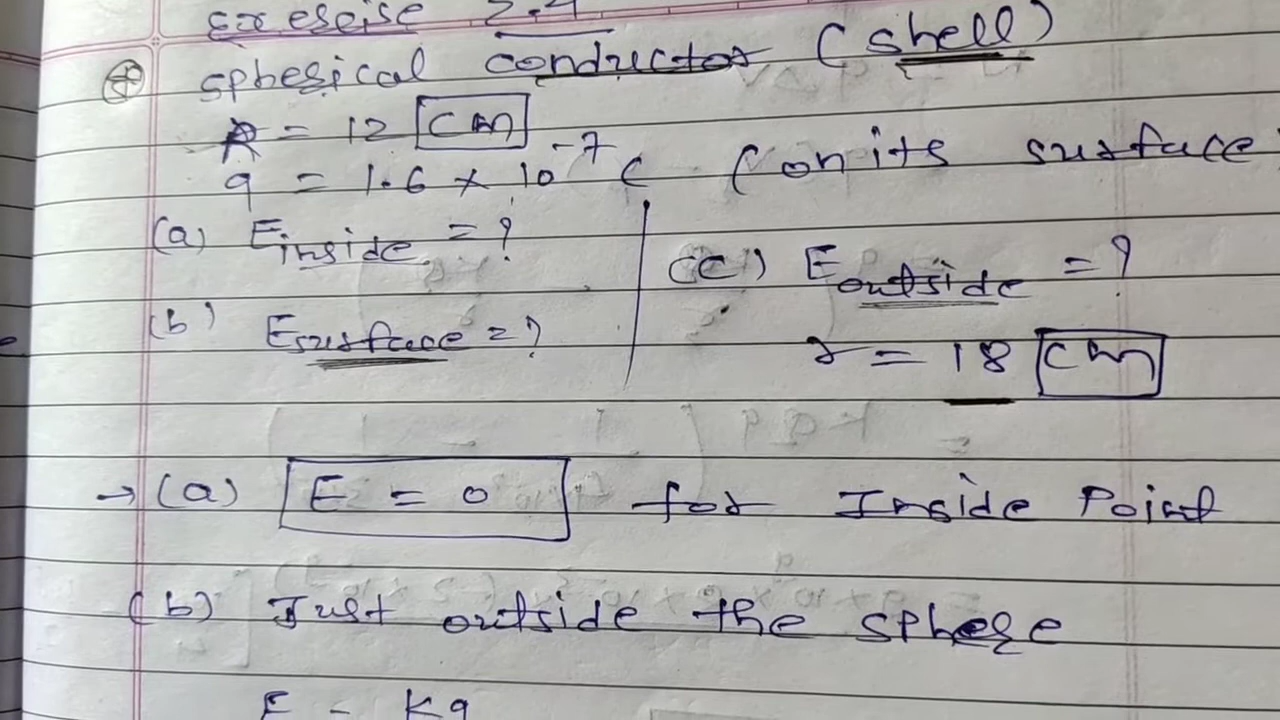 Exercise 2.4
⊕ spherical conductor (shell)
R = 12 cm
q = 1.6 × 10⁻⁷ C (on its surface)
(a) Einside = ?
(c) Eoutside = ?
(b) Esurface = ?
r = 18 cm
→ (a) E = 0 for Inside Point
(b) Just outside the sphere
E = Kq